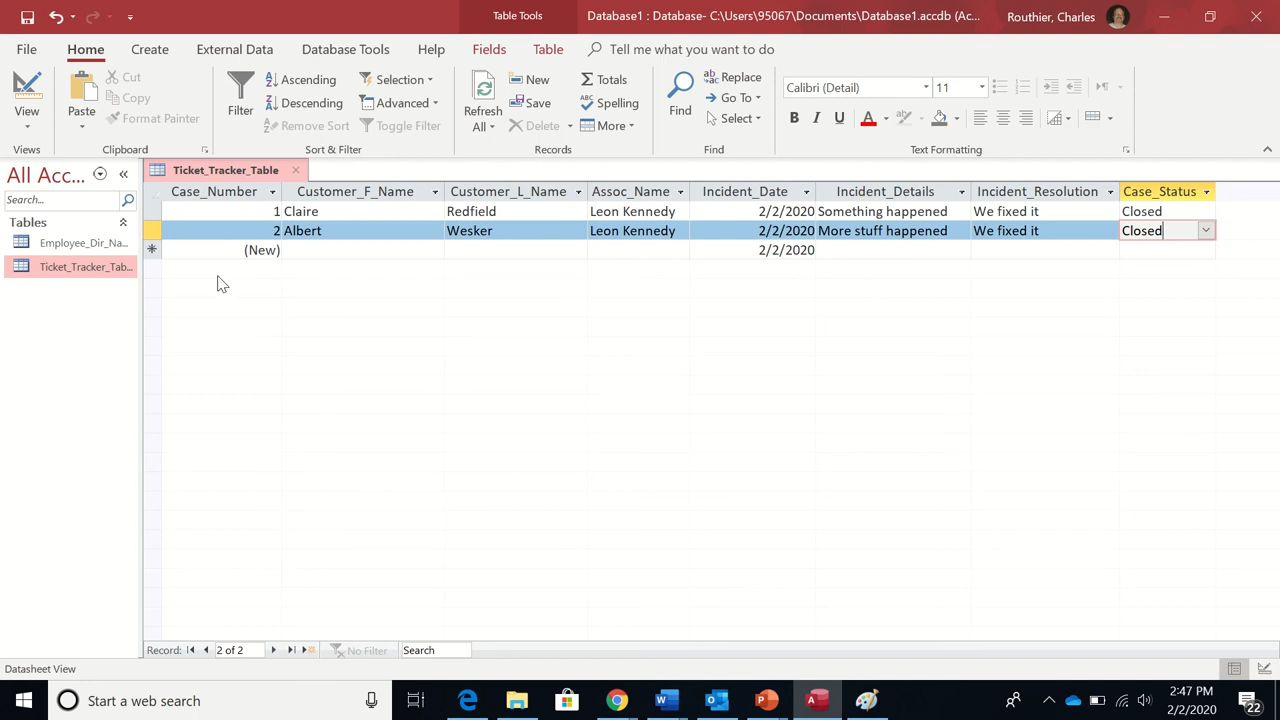 Table Tools
Database1 : Database- C:\Users\95067\Documents\Database1.accdb (Ac...
Routhier, Charles
File Home Create External Data Database Tools Help Fields Table Tell me what you want to do
View
Views
Paste
Cut
Copy
Format Painter
Clipboard
Filter
Ascending
Descending
Remove Sort
Selection
Advanced
Toggle Filter
Sort & Filter
Refresh
All
New
Save
Delete
Totals
Spelling
More
Records
Find
Replace
Go To
Select
Find
Calibri (Detail) 11
B I U A
Text Formatting
All Acc...
Search...
Tables
Employee_Dir_Na...
Ticket_Tracker_Tab...
Ticket_Tracker_Table
Case_Number Customer_F_Name Customer_L_Name Assoc_Name Incident_Date Incident_Details Incident_Resolution Case_Status
1 Claire Redfield Leon Kennedy 2/2/2020 Something happened We fixed it Closed
2 Albert Wesker Leon Kennedy 2/2/2020 More stuff happened We fixed it Closed
(New) 2/2/2020
Record: 2 of 2 No Filter Search
Datasheet View
Start a web search
2:47 PM
2/2/2020
22